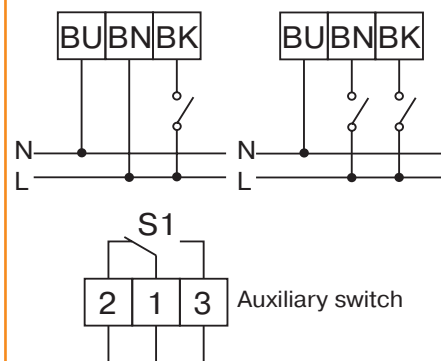 BU BN BK BU BN BK
N N
L L
S1
2 1 3 Auxiliary switch